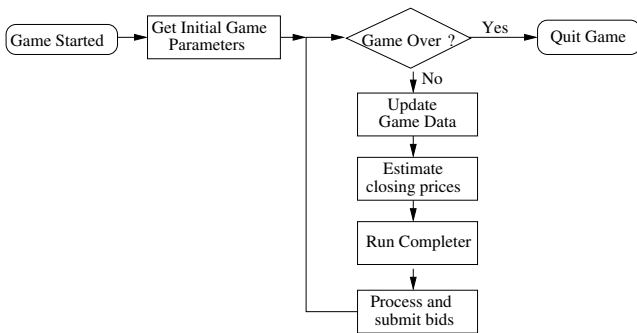 Game Started
Get Initial Game
Parameters
Game Over ?
Yes
Quit Game
No
Update
Game Data
Estimate
closing prices
Run Completer
Process and
submit bids